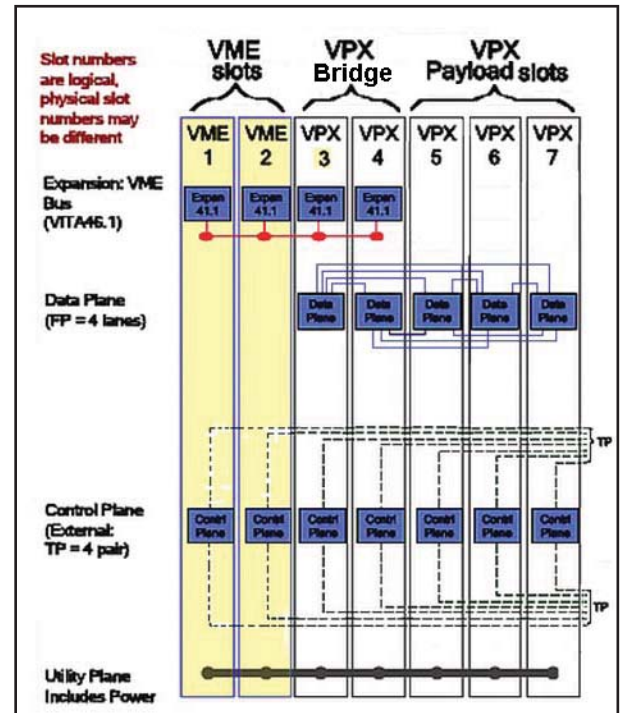 Slot numbers
are logical,
physical slot
numbers may
be different
VME
slots
VPX
Bridge
VPX
Payload slots
VME
1
VME
2
VPX
3
VPX
4
VPX
5
VPX
6
VPX
7
Expansion: VME
Bus
(VITA46.1)
Expan
41.1
Expan
41.1
Expan
41.1
Expan
41.1
Data Plane
(FP = 4 lanes)
Data
Plane
Data
Plane
Data
Plane
Data
Plane
Data
Plane
TP
Control Plane
(External:
TP = 4 pair)
Contrl
Plane
Contrl
Plane
Contrl
Plane
Contrl
Plane
Contrl
Plane
Contrl
Plane
Contrl
Plane
TP
Utility Plane
Includes Power